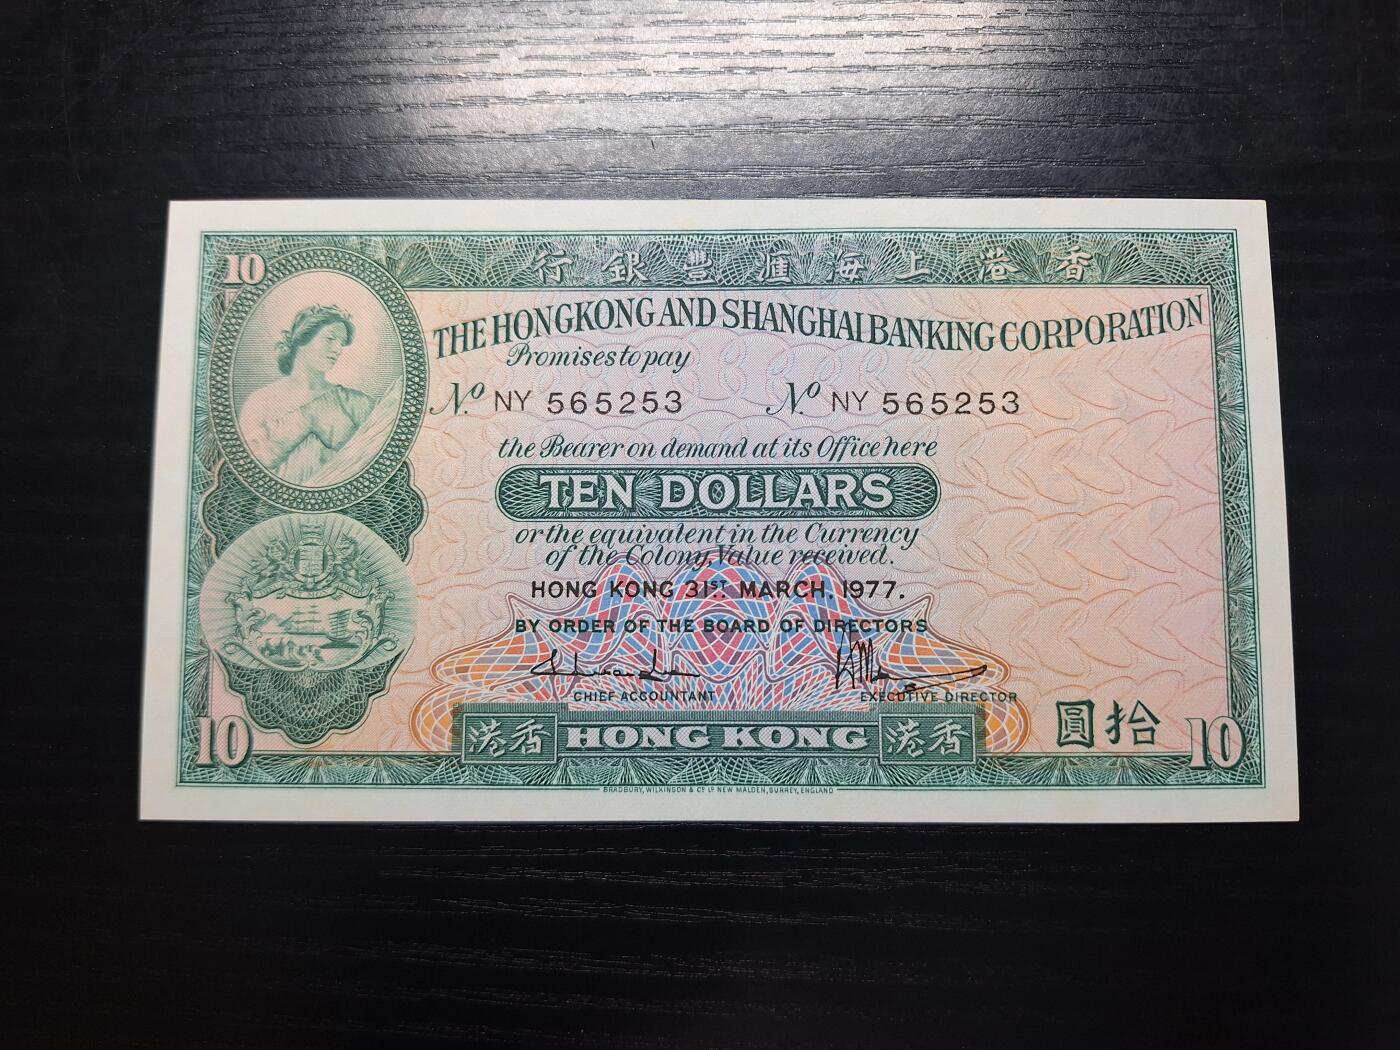 行銀豐滙海上港香
10
THE HONGKONG AND SHANGHAI BANKING CORPORATION
Promises to pay
No. NY 565253 No. NY 565253
the Bearer on demand at its Office here
TEN DOLLARS
or the equivalent in the Currency
of the Colony, Value received.
HONG KONG 31ST MARCH. 1977.
BY ORDER OF THE BOARD OF DIRECTORS
CHIEF ACCOUNTANT EXECUTIVE DIRECTOR
10 港香 HONG KONG 港香 圓拾 10
BRADBURY, WILKINSON & Co. Ld. NEW MALDEN, SURREY, ENGLAND